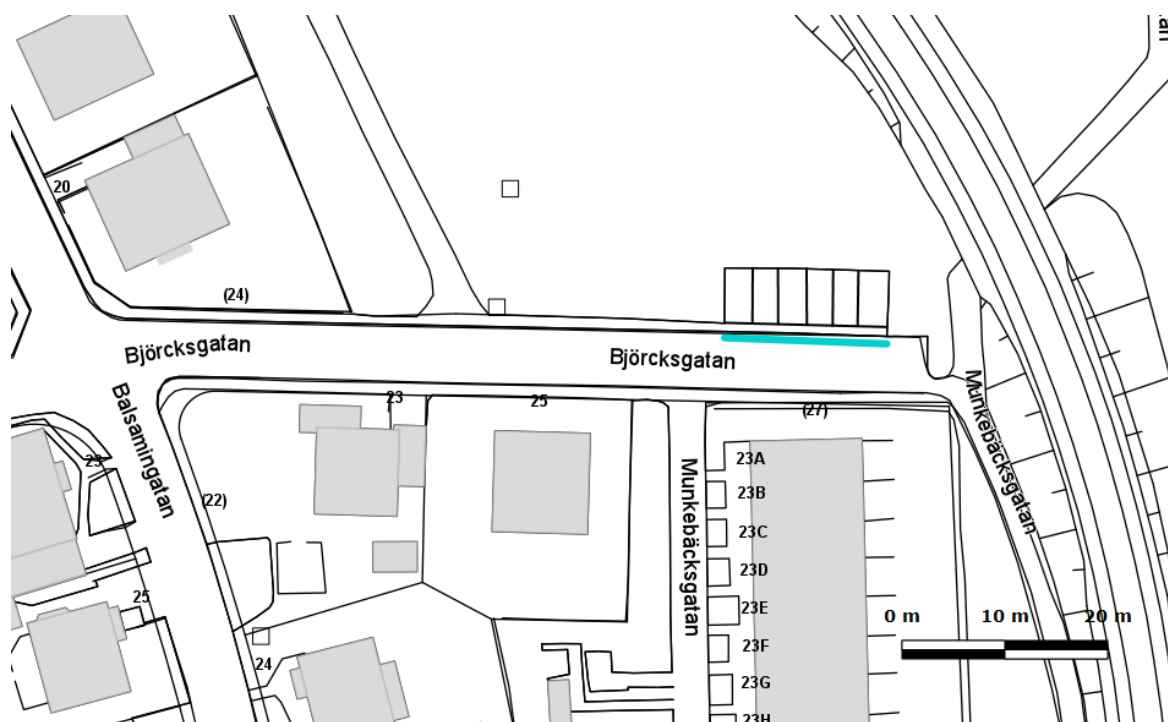 20
(24)
Björcksgatan
Björcksgatan
Balsamingatan
23
25
(27)
Munkebäcksgatan
23
(22)
Munkebäcksgatan
23A
23B
23C
23D
23E
23F
23G
23H
25
24
0 m
10 m
20 m